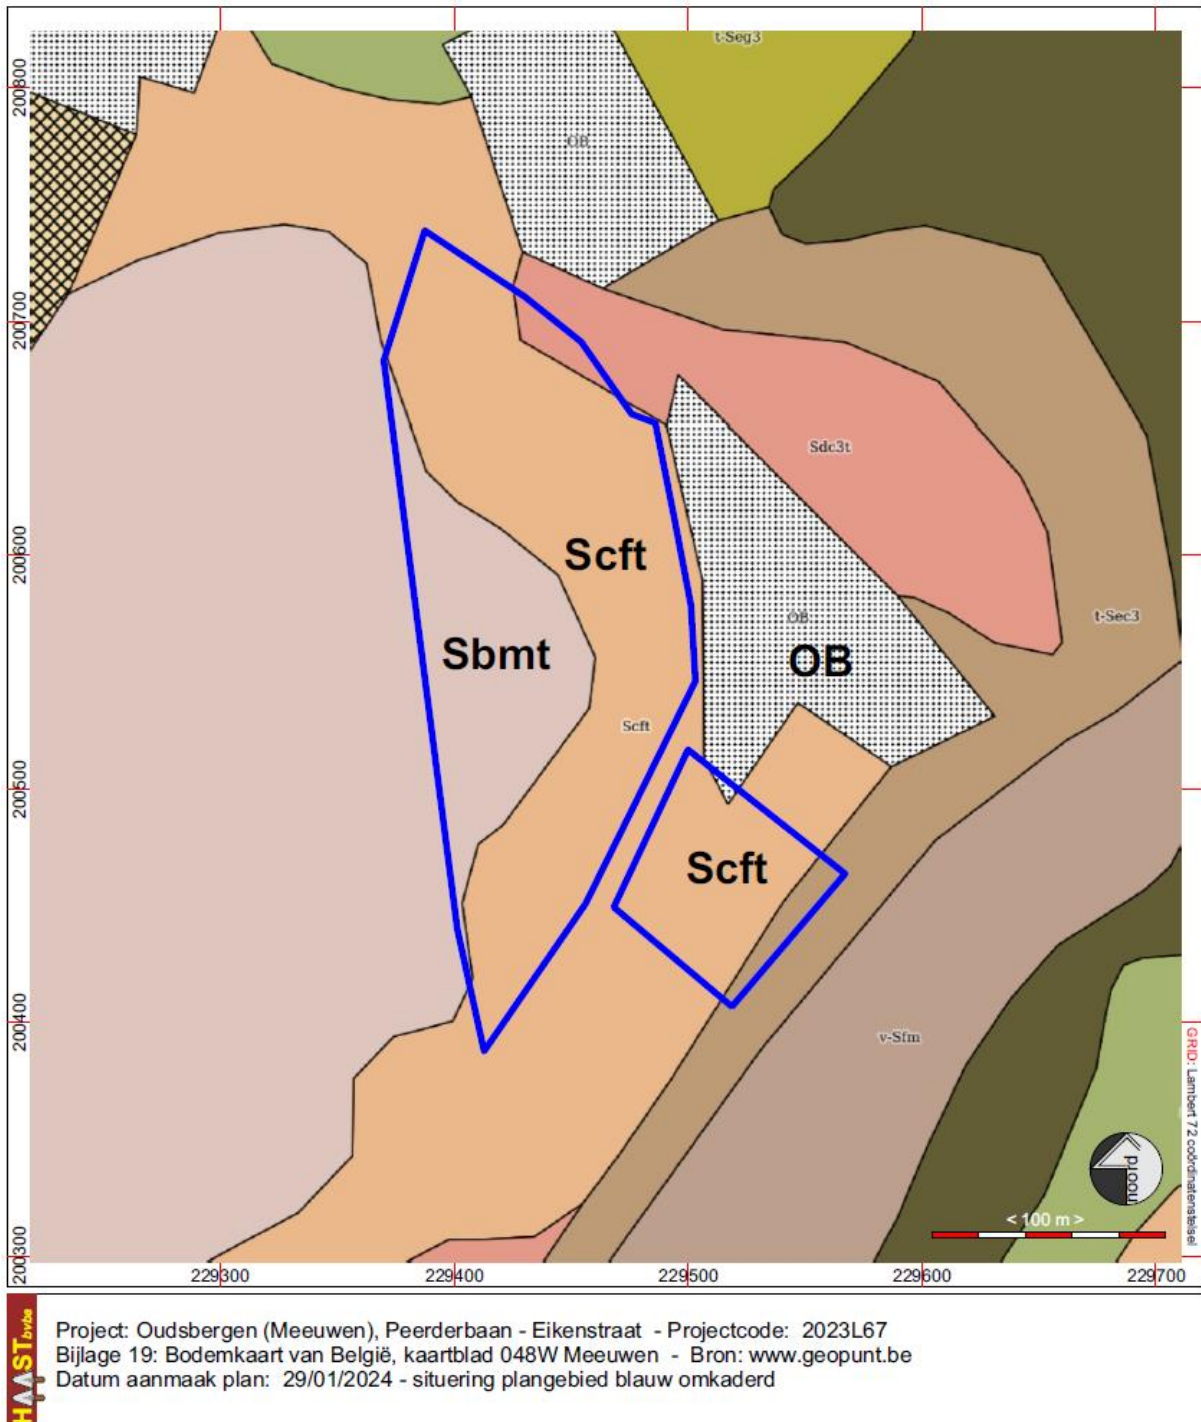 t-Seg3
200800
OB
200700
Sdc3t
200600
Scft
OB
t-Sec3
Sbmt
OB
Scft
200500
Scft
200400
v-Sfm
GRID: Lambert 72 coördinatenstelsel
noord
< 100 m >
200300
229300
229400
229500
229600
229700
HAAST bvba
Project: Oudsbergen (Meeuwen), Peerderbaan - Eikenstraat - Projectcode: 2023L67
Bijlage 19: Bodemkaart van België, kaartblad 048W Meeuwen - Bron: www.geopunt.be
Datum aanmaak plan: 29/01/2024 - situering plangebied blauw omkaderd